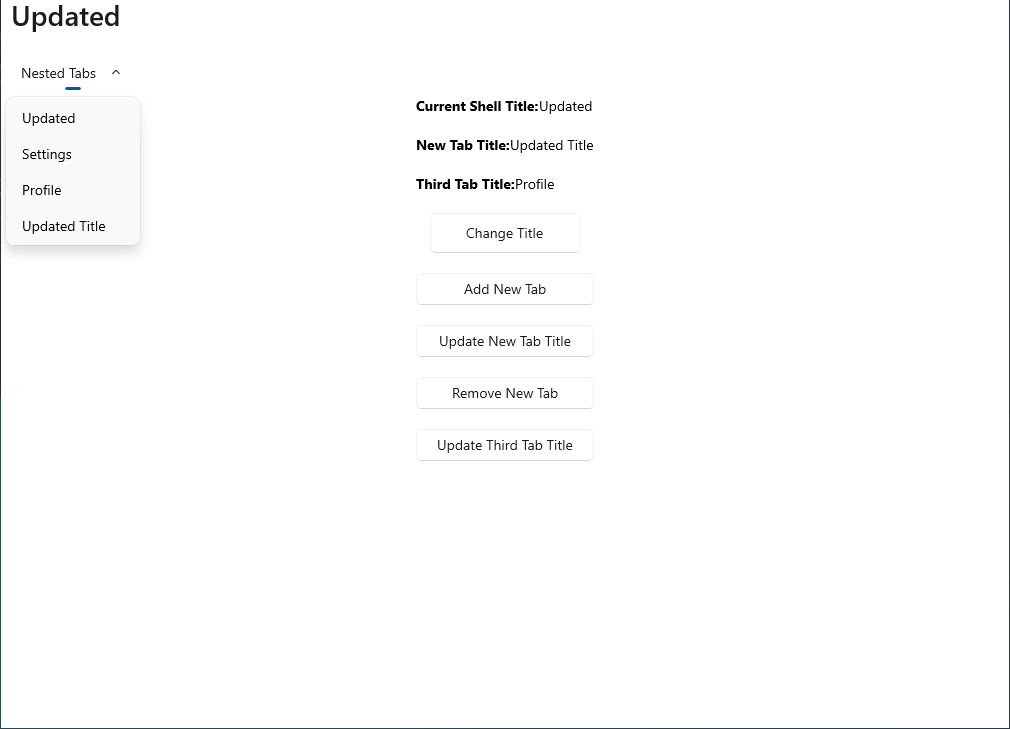 Updated
Nested Tabs
Updated
Settings
Profile
Updated Title
Current Shell Title:Updated
New Tab Title:Updated Title
Third Tab Title:Profile
Change Title
Add New Tab
Update New Tab Title
Remove New Tab
Update Third Tab Title